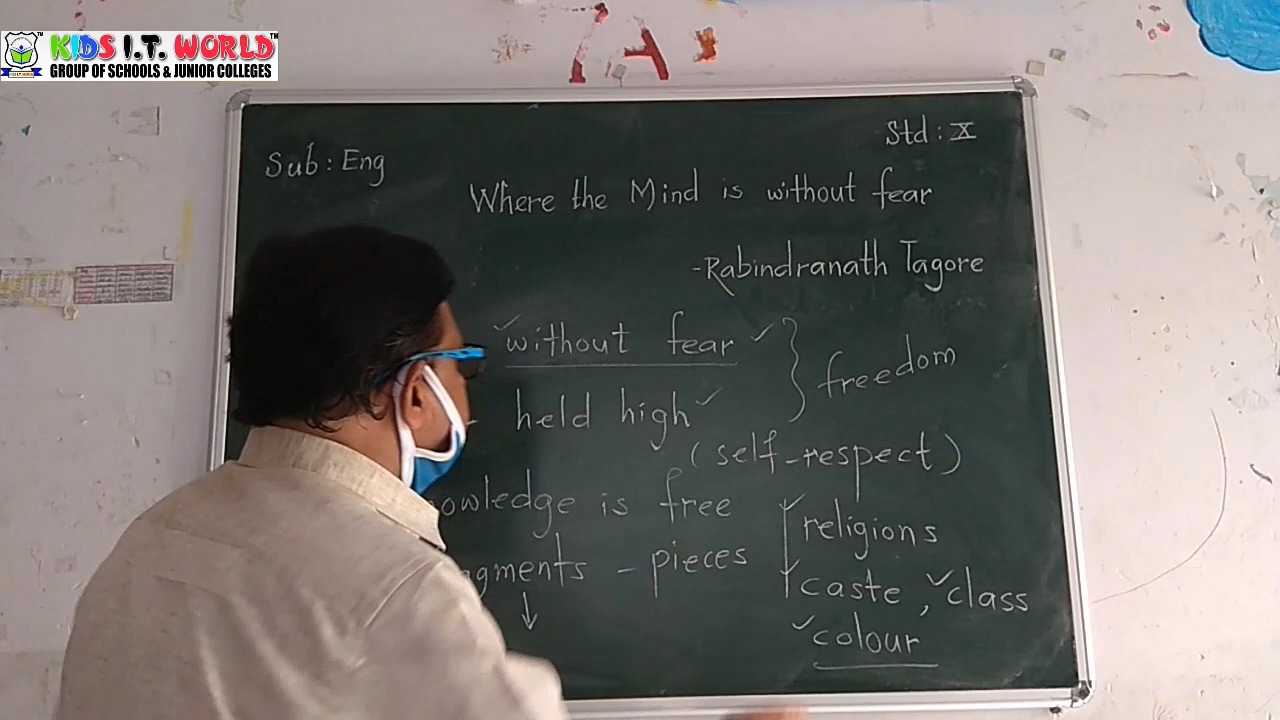 KIDS I.T. WORLD
GROUP OF SCHOOLS & JUNIOR COLLEGES
(A)
Std : X
Sub : Eng
Where the Mind is without fear
- Rabindranath Tagore
without fear } freedom
held high
(self-respect)
owledge is free
religions
gments - pieces
caste, class
colour